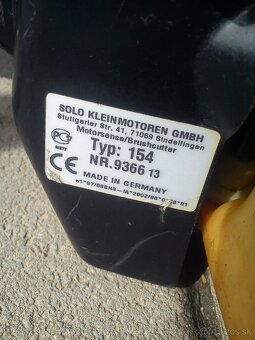 SOLO KLEINMOTOREN GMBH
Stuttgarter Str. 41, 71069 Sindelfingen
Motorsense/Brushcutter
Typ: 154
NR.9366 13
CE
MADE IN GERMANY